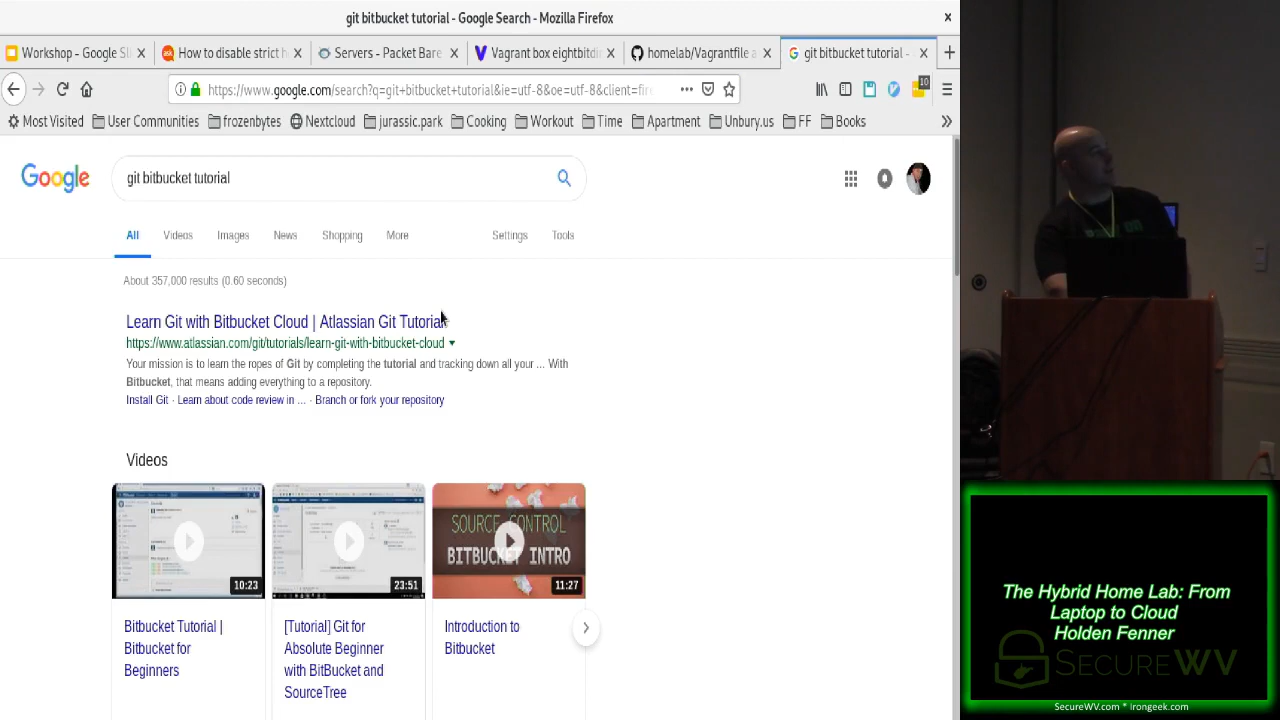 git bitbucket tutorial - Google Search - Mozilla Firefox
Workshop - Google Sl
How to disable strict h
Servers - Packet Bare
Vagrant box eightbitdi
homelab/Vagrantfile a
git bitbucket tutorial -
https://www.google.com/search?q=git+bitbucket+tutorial&ie=utf-8&oe=utf-8&client=fire
10
Most Visited
User Communities
frozenbytes
Nextcloud
jurassic.park
Cooking
Workout
Time
Apartment
Unbury.us
FF
Books
Google
git bitbucket tutorial
All
Videos
Images
News
Shopping
More
Settings
Tools
About 357,000 results (0.60 seconds)
Learn Git with Bitbucket Cloud | Atlassian Git Tutorial
https://www.atlassian.com/git/tutorials/learn-git-with-bitbucket-cloud
Your mission is to learn the ropes of Git by completing the tutorial and tracking down all your ... With
Bitbucket, that means adding everything to a repository.
Install Git · Learn about code review in ... · Branch or fork your repository
Videos
10:23
23:51
SOURCE CONTROL
BITBUCKET INTRO
11:27
Bitbucket Tutorial |
Bitbucket for
Beginners
[Tutorial] Git for
Absolute Beginner
with BitBucket and
SourceTree
Introduction to
Bitbucket
The Hybrid Home Lab: From
Laptop to Cloud
Holden Fenner
SECUREWV
SecureWV.com * irongeek.com